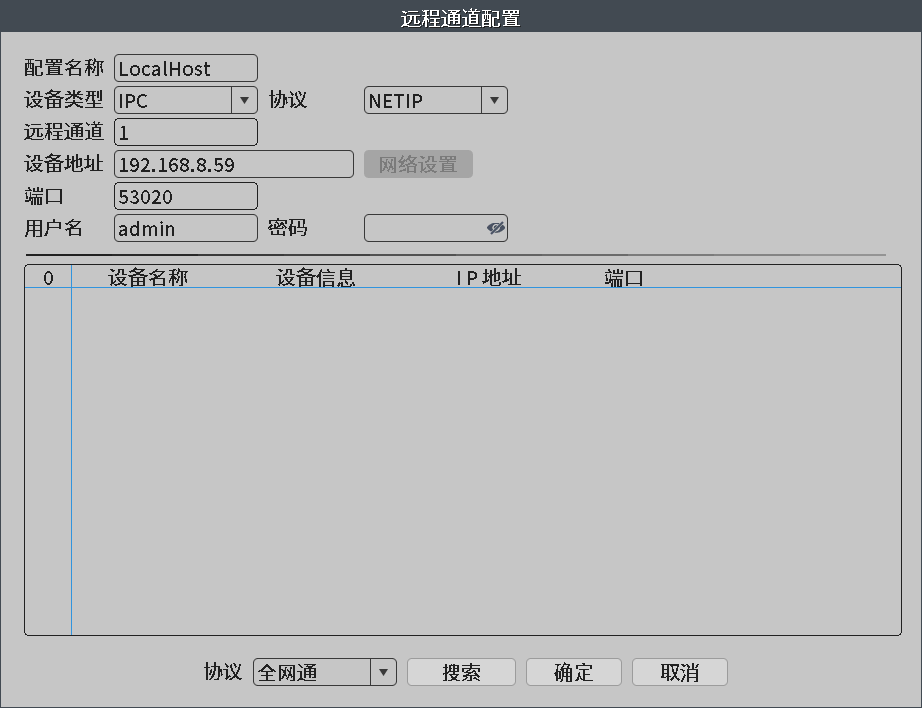 远程通道配置
配置名称 LocalHost
设备类型 IPC 协议 NETIP
远程通道 1
设备地址 192.168.8.59 网络设置
端口 53020
用户名 admin 密码
0 设备名称 设备信息 IP地址 端口
协议 全网通 搜索 确定 取消